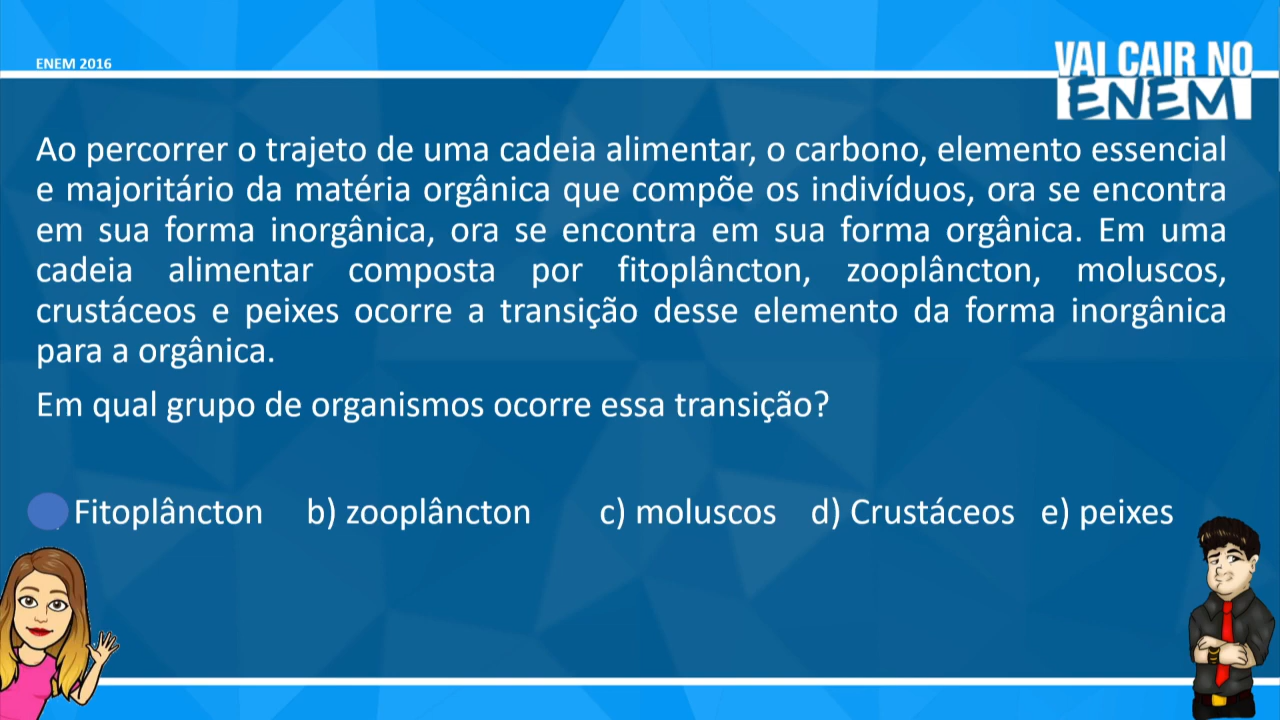 ENEM 2016
VAI CAIR NO
ENEM
Ao percorrer o trajeto de uma cadeia alimentar, o carbono, elemento essencial
e majoritário da matéria orgânica que compõe os indivíduos, ora se encontra
em sua forma inorgânica, ora se encontra em sua forma orgânica. Em uma
cadeia alimentar composta por fitoplâncton, zooplâncton, moluscos,
crustáceos e peixes ocorre a transição desse elemento da forma inorgânica
para a orgânica.
Em qual grupo de organismos ocorre essa transição?
Fitoplâncton b) zooplâncton c) moluscos d) Crustáceos e) peixes